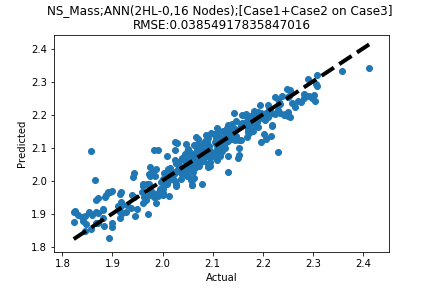 NS_Mass;ANN(2HL-0,16 Nodes);[Case1+Case2 on Case3]
RMSE:0.03854917835847016
2.4
2.3
2.2
2.1
2.0
1.9
1.8
Predicted
1.8 1.9 2.0 2.1 2.2 2.3 2.4
Actual